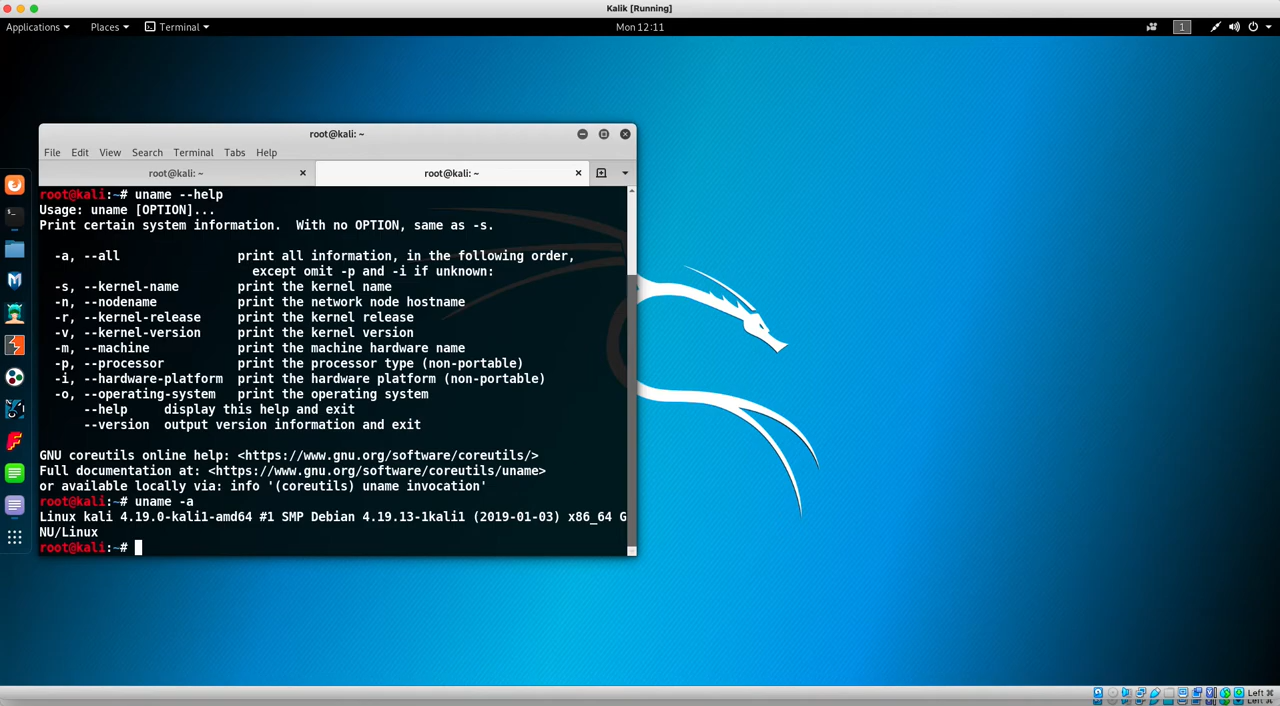 Kalik [Running]
Applications Places Terminal Mon 12:11 1
root@kali: ~
File Edit View Search Terminal Tabs Help
root@kali: ~ root@kali: ~
root@kali:~# uname --help
Usage: uname [OPTION]...
Print certain system information.  With no OPTION, same as -s.
-a, --all                print all information, in the following order,
                           except omit -p and -i if unknown:
-s, --kernel-name        print the kernel name
-n, --nodename           print the network node hostname
-r, --kernel-release     print the kernel release
-v, --kernel-version     print the kernel version
-m, --machine            print the machine hardware name
-p, --processor          print the processor type (non-portable)
-i, --hardware-platform  print the hardware platform (non-portable)
-o, --operating-system   print the operating system
    --help     display this help and exit
    --version  output version information and exit
GNU coreutils online help: <https://www.gnu.org/software/coreutils/>
Full documentation at: <https://www.gnu.org/software/coreutils/uname>
or available locally via: info '(coreutils) uname invocation'
root@kali:~# uname -a
Linux kali 4.19.0-kali1-amd64 #1 SMP Debian 4.19.13-1kali1 (2019-01-03) x86_64 G
NU/Linux
root@kali:~#
Left ⌘
Left ⌘